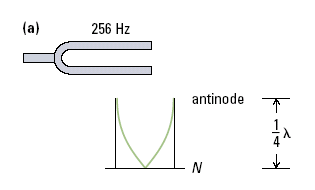 (a) 256 Hz
antinode
1/4 λ
N